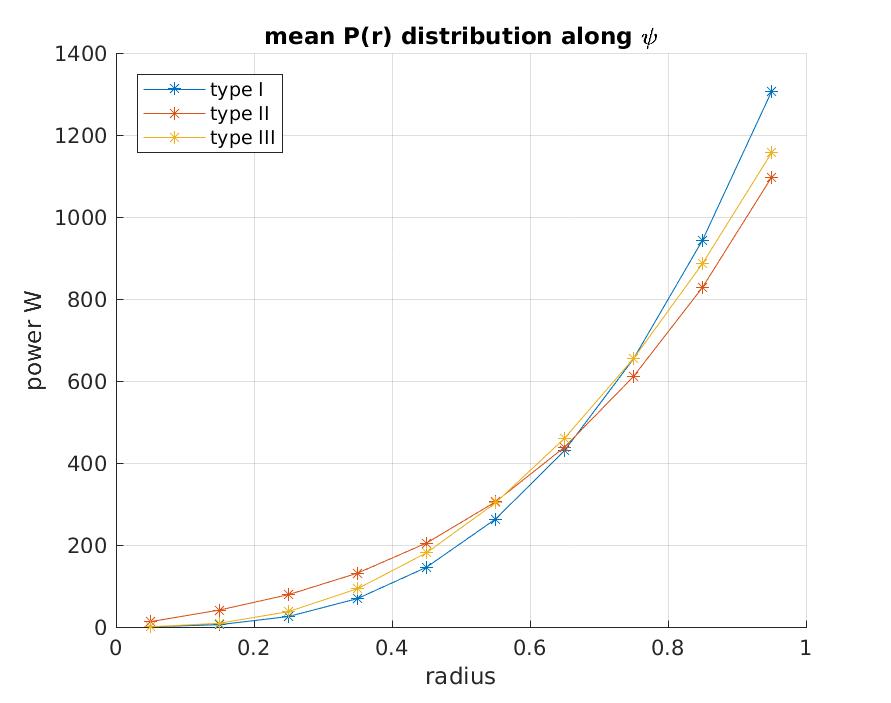 mean P(r) distribution along ψ
1400
1200
1000
800
600
400
200
0
power W
type I
type II
type III
0 0.2 0.4 0.6 0.8 1
radius